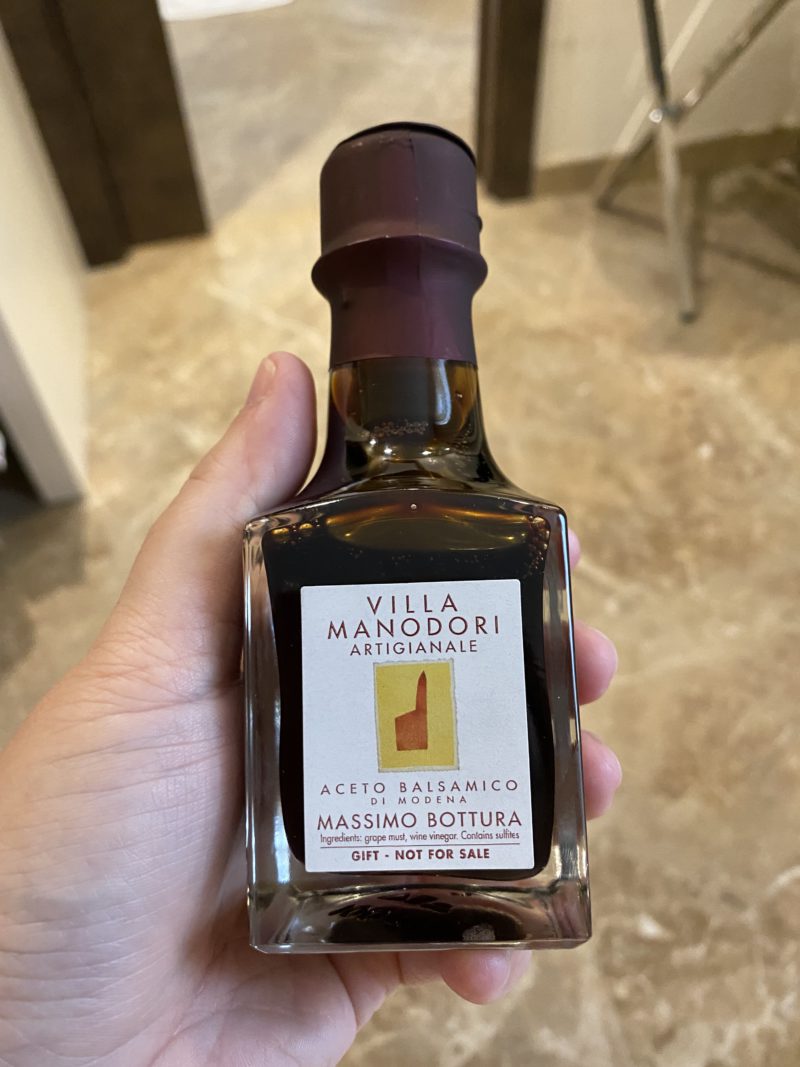 VILLA
MANODORI
ARTIGIANALE
ACETO BALSAMICO
DI MODENA
MASSIMO BOTTURA
Ingredients: grape must, wine vinegar. Contains sulfites
GIFT - NOT FOR SALE